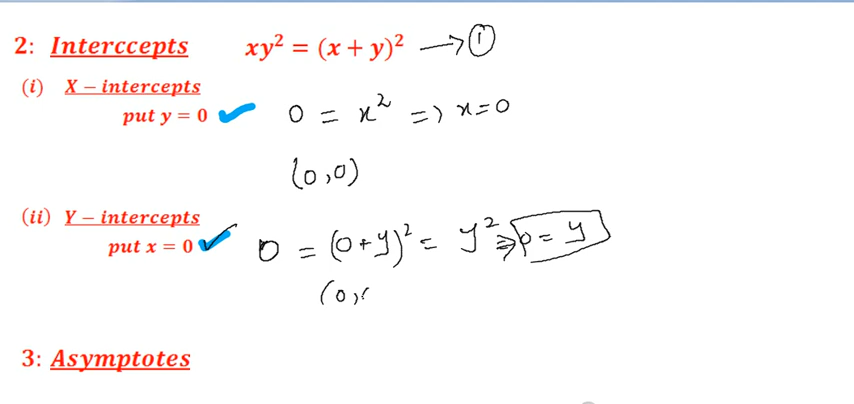 2: Interccepts xy² = (x + y)² → ①
(i) X – intercepts
put y = 0 ✓ 0 = x² ⇒ x = 0
(0,0)
(ii) Y – intercepts
put x = 0 ✓ 0 = (0+y)² = y² ⇒ 0 = y
(0,
3: Asymptotes